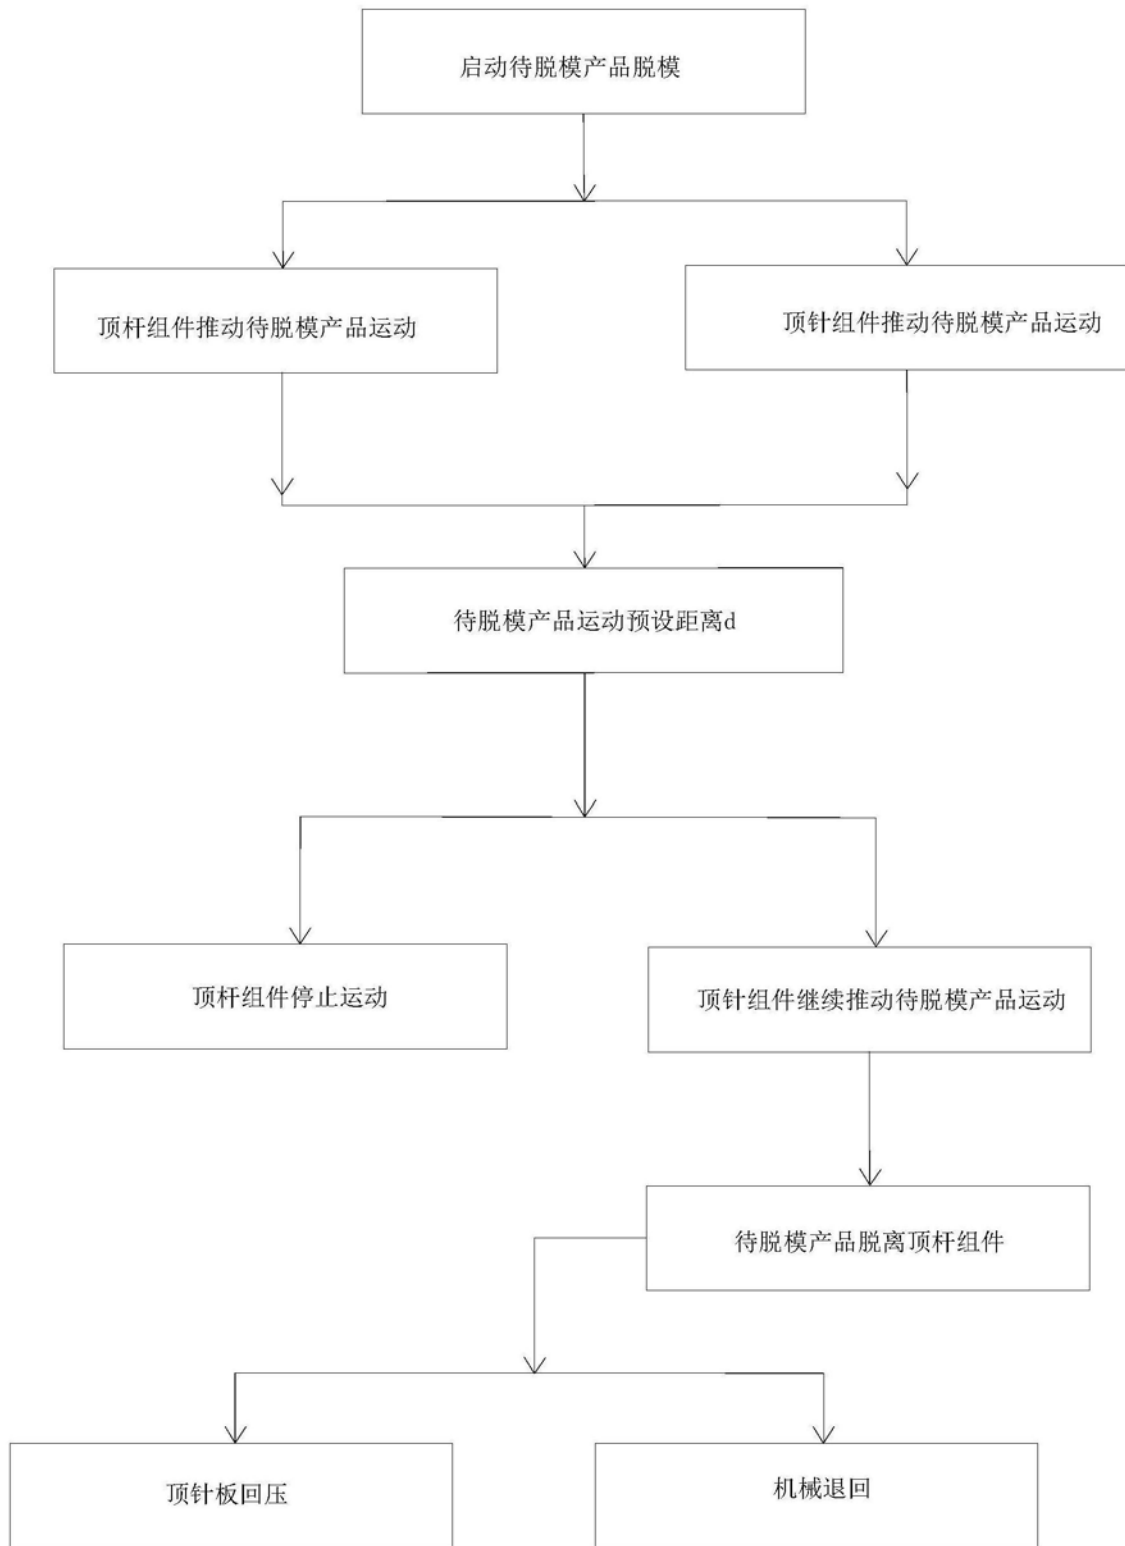 启动待脱模产品脱模
顶杆组件推动待脱模产品运动
顶针组件推动待脱模产品运动
待脱模产品运动预设距离d
顶杆组件停止运动
顶针组件继续推动待脱模产品运动
待脱模产品脱离顶杆组件
顶针板回压
机械退回